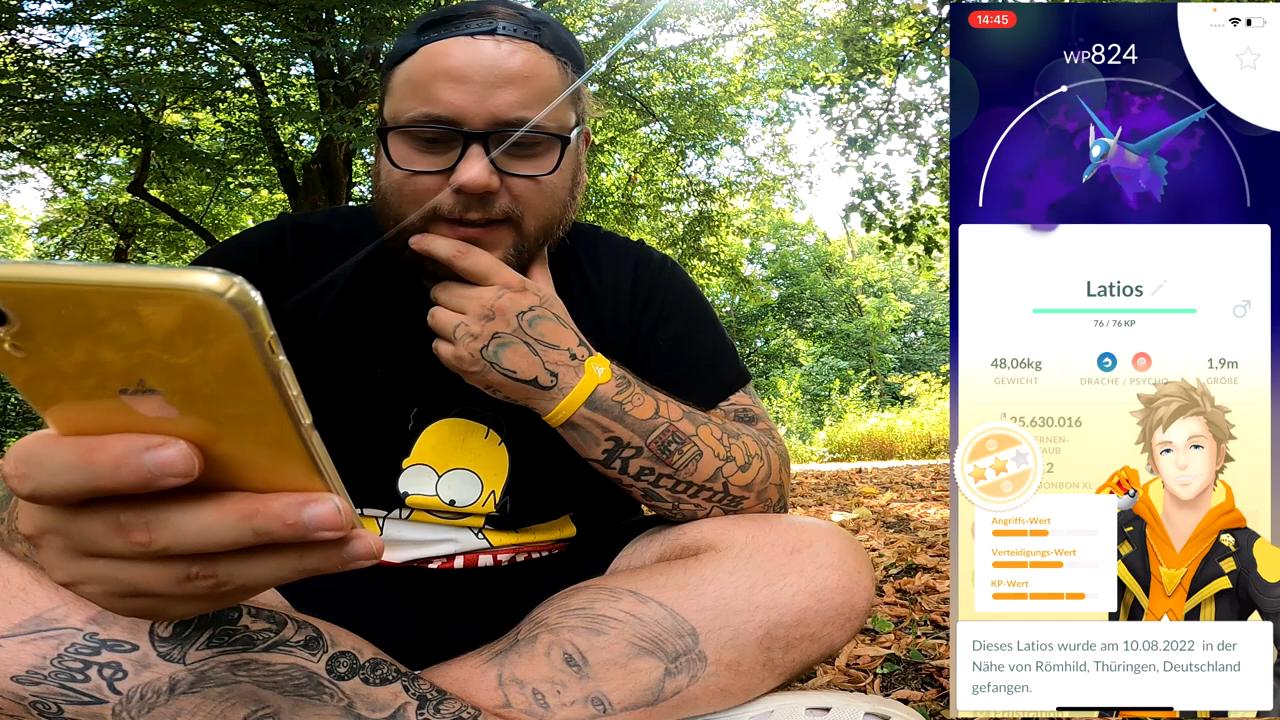 14:45
WP824
Latios
76 / 76 KP
48,06kg
GEWICHT
DRACHE / PSYCHO
1,9m
GRÖSSE
25.630.016
Angriffs-Wert
Verteidigungs-Wert
KP-Wert
Dieses Latios wurde am 10.08.2022 in der
Nähe von Römhild, Thüringen, Deutschland
gefangen.
Records